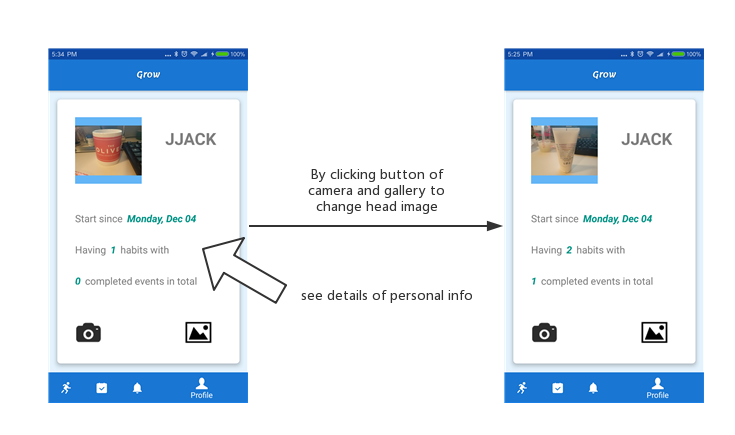 5:34 PM ... 100%
Grow
OLIVE
JJACK
Start since Monday, Dec 04
Having 1 habits with
0 completed events in total
Profile
By clicking button of
camera and gallery to
change head image
see details of personal info
5:25 PM ... 100%
Grow
JJACK
Start since Monday, Dec 04
Having 2 habits with
1 completed events in total
Profile